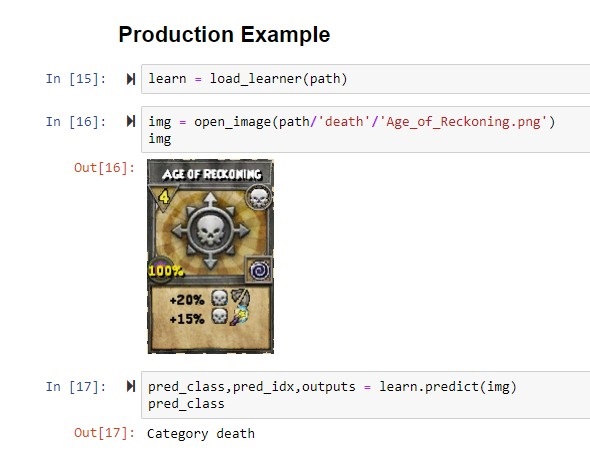 Production Example
In [15]: learn = load_learner(path)
In [16]: img = open_image(path/'death'/'Age_of_Reckoning.png')
img
Out[16]:
AGE OF RECKONING
4
100%
+20%
+15%
In [17]: pred_class,pred_idx,outputs = learn.predict(img)
pred_class
Out[17]: Category death